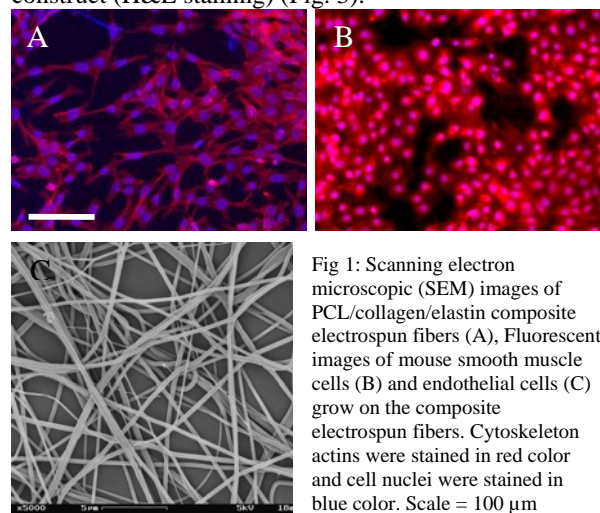 construct (H&E staining) (Fig. 3).
A
B
C
Fig 1: Scanning electron
microscopic (SEM) images of
PCL/collagen/elastin composite
electrospun fibers (A), Fluorescent
images of mouse smooth muscle
cells (B) and endothelial cells (C)
grow on the composite
electrospun fibers. Cytoskeleton
actins were stained in red color
and cell nuclei were stained in
blue color. Scale = 100 µm
x5000 5µm 5kV 18m